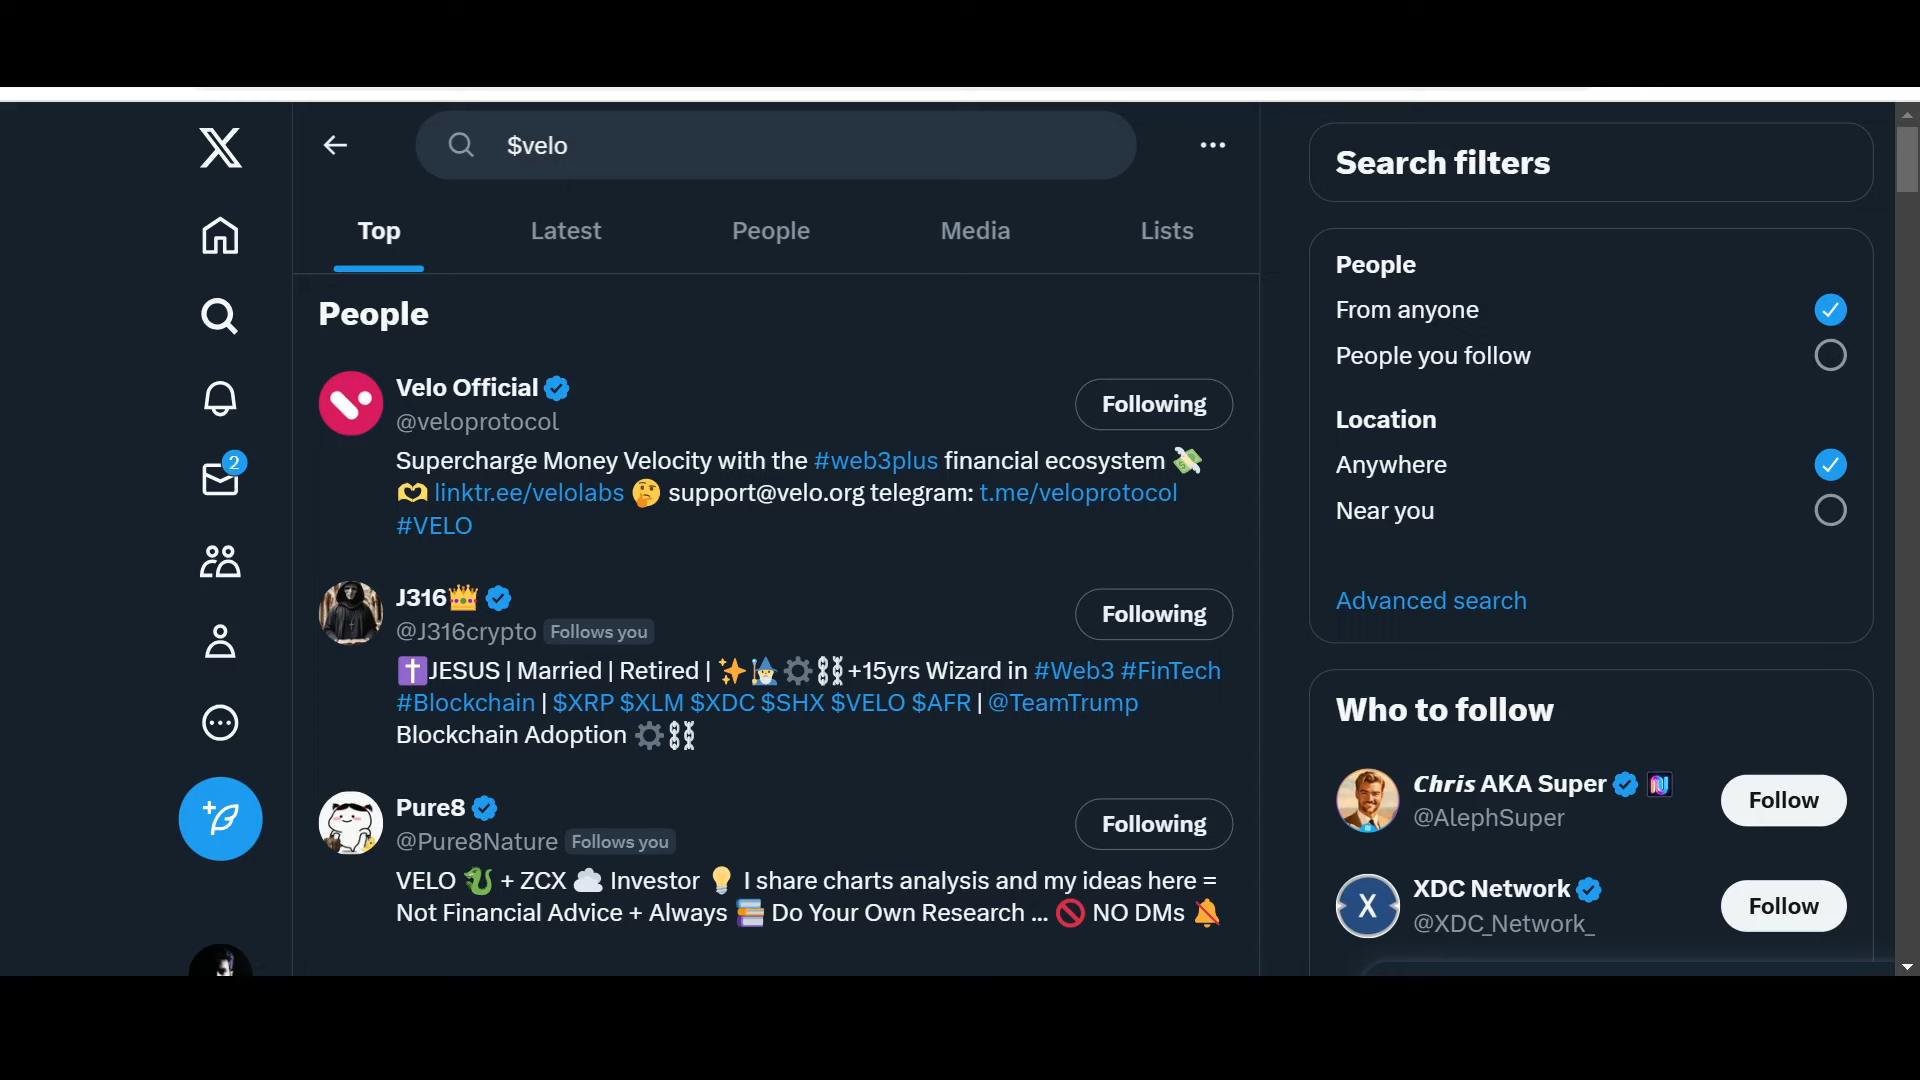 $velo
Top Latest People Media Lists
People
Velo Official
@veloprotocol
Following
Supercharge Money Velocity with the #web3plus financial ecosystem 💸
🫶 linktr.ee/velolabs 🤔 support@velo.org telegram: t.me/veloprotocol
#VELO
J316👑
@J316crypto Follows you
Following
✝️JESUS | Married | Retired | ✨🧙‍♂️⚙️⛓️+15yrs Wizard in #Web3 #FinTech
#Blockchain | $XRP $XLM $XDC $SHX $VELO $AFR | @TeamTrump
Blockchain Adoption ⚙️⛓️
Pure8
@Pure8Nature Follows you
Following
VELO 🐉 + ZCX ☁️ Investor 💡 I share charts analysis and my ideas here =
Not Financial Advice + Always 📚 Do Your Own Research ... 🚫 NO DMs 🔕
2
Search filters
People
From anyone
People you follow
Location
Anywhere
Near you
Advanced search
Who to follow
Chris AKA Super
@AlephSuper
Follow
XDC Network
@XDC_Network_
Follow